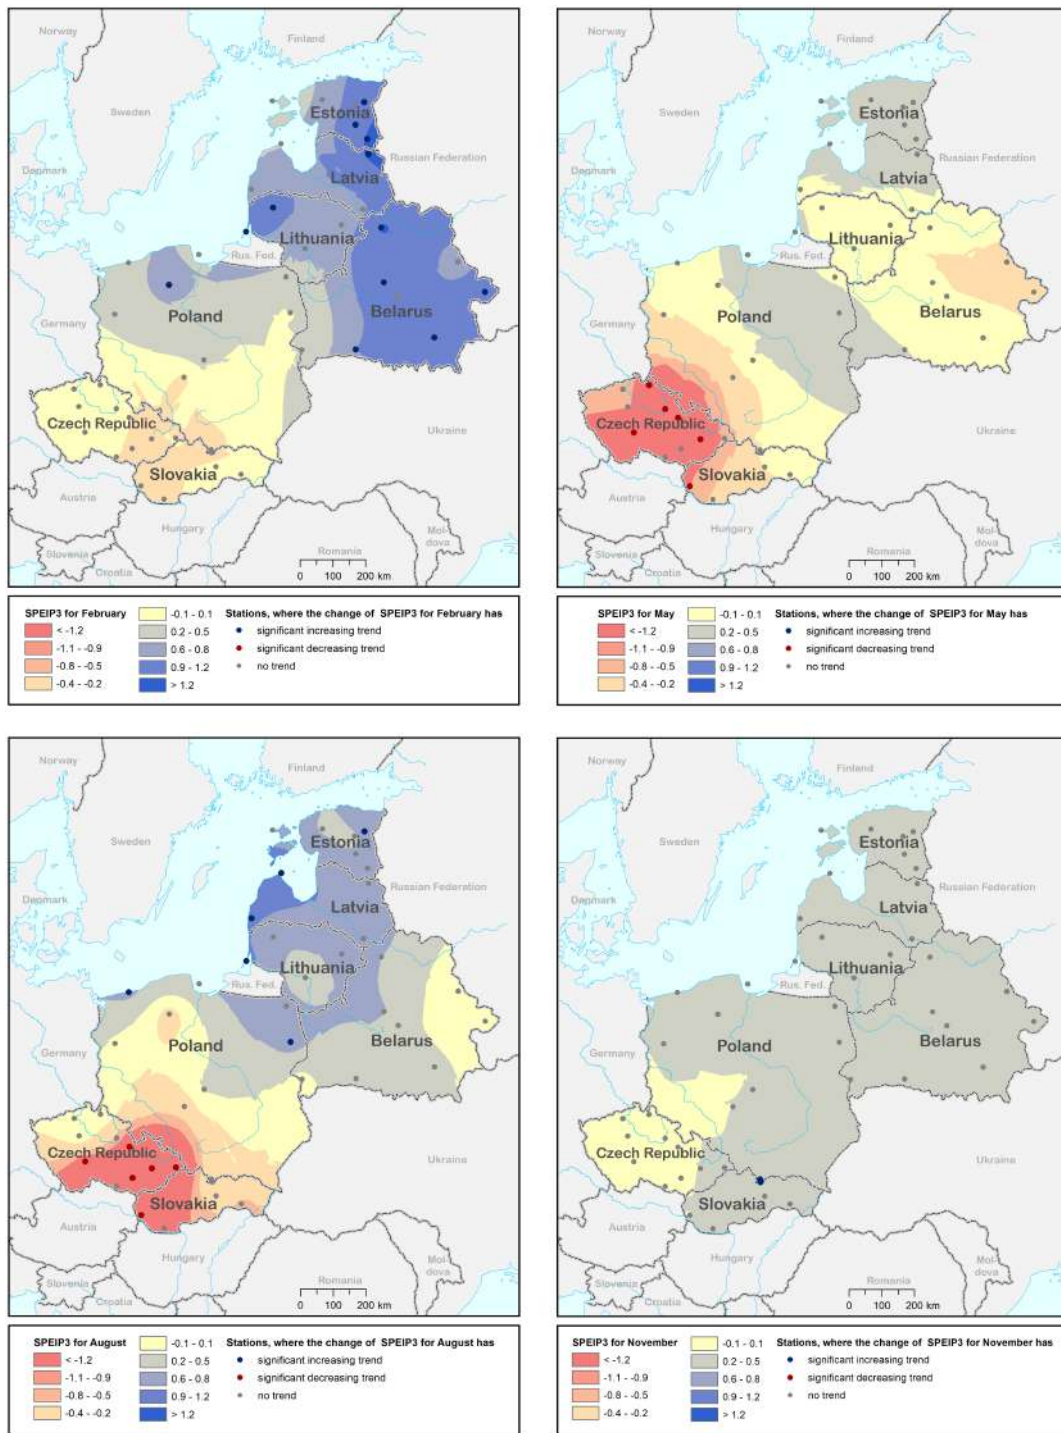 Norway
Finland
Sweden
Estonia
Russian Federation
Denmark
Latvia
Lithuania
Rus. Fed.
Germany
Poland
Belarus
Czech Republic
Ukraine
Slovakia
Austria
Hungary
Mol-
dova
Slovenia
Romania
Croatia
0 100 200 km
SPEIP3 for February
< -1.2
-1.1 - -0.9
-0.8 - -0.5
-0.4 - -0.2
-0.1 - 0.1
0.2 - 0.5
0.6 - 0.8
0.9 - 1.2
> 1.2
Stations, where the change of SPEIP3 for February has
significant increasing trend
significant decreasing trend
no trend
Norway
Finland
Sweden
Estonia
Russian Federation
Denmark
Latvia
Lithuania
Rus. Fed.
Germany
Poland
Belarus
Czech Republic
Ukraine
Slovakia
Austria
Hungary
Mol-
dova
Slovenia
Romania
Croatia
0 100 200 km
SPEIP3 for May
< -1.2
-1.1 - -0.9
-0.8 - -0.5
-0.4 - -0.2
-0.1 - 0.1
0.2 - 0.5
0.6 - 0.8
0.9 - 1.2
> 1.2
Stations, where the change of SPEIP3 for May has
significant increasing trend
significant decreasing trend
no trend
Norway
Finland
Sweden
Estonia
Russian Federation
Denmark
Latvia
Lithuania
Rus. Fed.
Germany
Poland
Belarus
Czech Republic
Ukraine
Slovakia
Austria
Hungary
Mol-
dova
Slovenia
Romania
Croatia
0 100 200 km
SPEIP3 for August
< -1.2
-1.1 - -0.9
-0.8 - -0.5
-0.4 - -0.2
-0.1 - 0.1
0.2 - 0.5
0.6 - 0.8
0.9 - 1.2
> 1.2
Stations, where the change of SPEIP3 for August has
significant increasing trend
significant decreasing trend
no trend
Norway
Finland
Sweden
Estonia
Russian Federation
Denmark
Latvia
Lithuania
Rus. Fed.
Germany
Poland
Belarus
Czech Republic
Ukraine
Slovakia
Austria
Hungary
Mol-
dova
Slovenia
Romania
Croatia
0 100 200 km
SPEIP3 for November
< -1.2
-1.1 - -0.9
-0.8 - -0.5
-0.4 - -0.2
-0.1 - 0.1
0.2 - 0.5
0.6 - 0.8
0.9 - 1.2
> 1.2
Stations, where the change of SPEIP3 for November has
significant increasing trend
significant decreasing trend
no trend